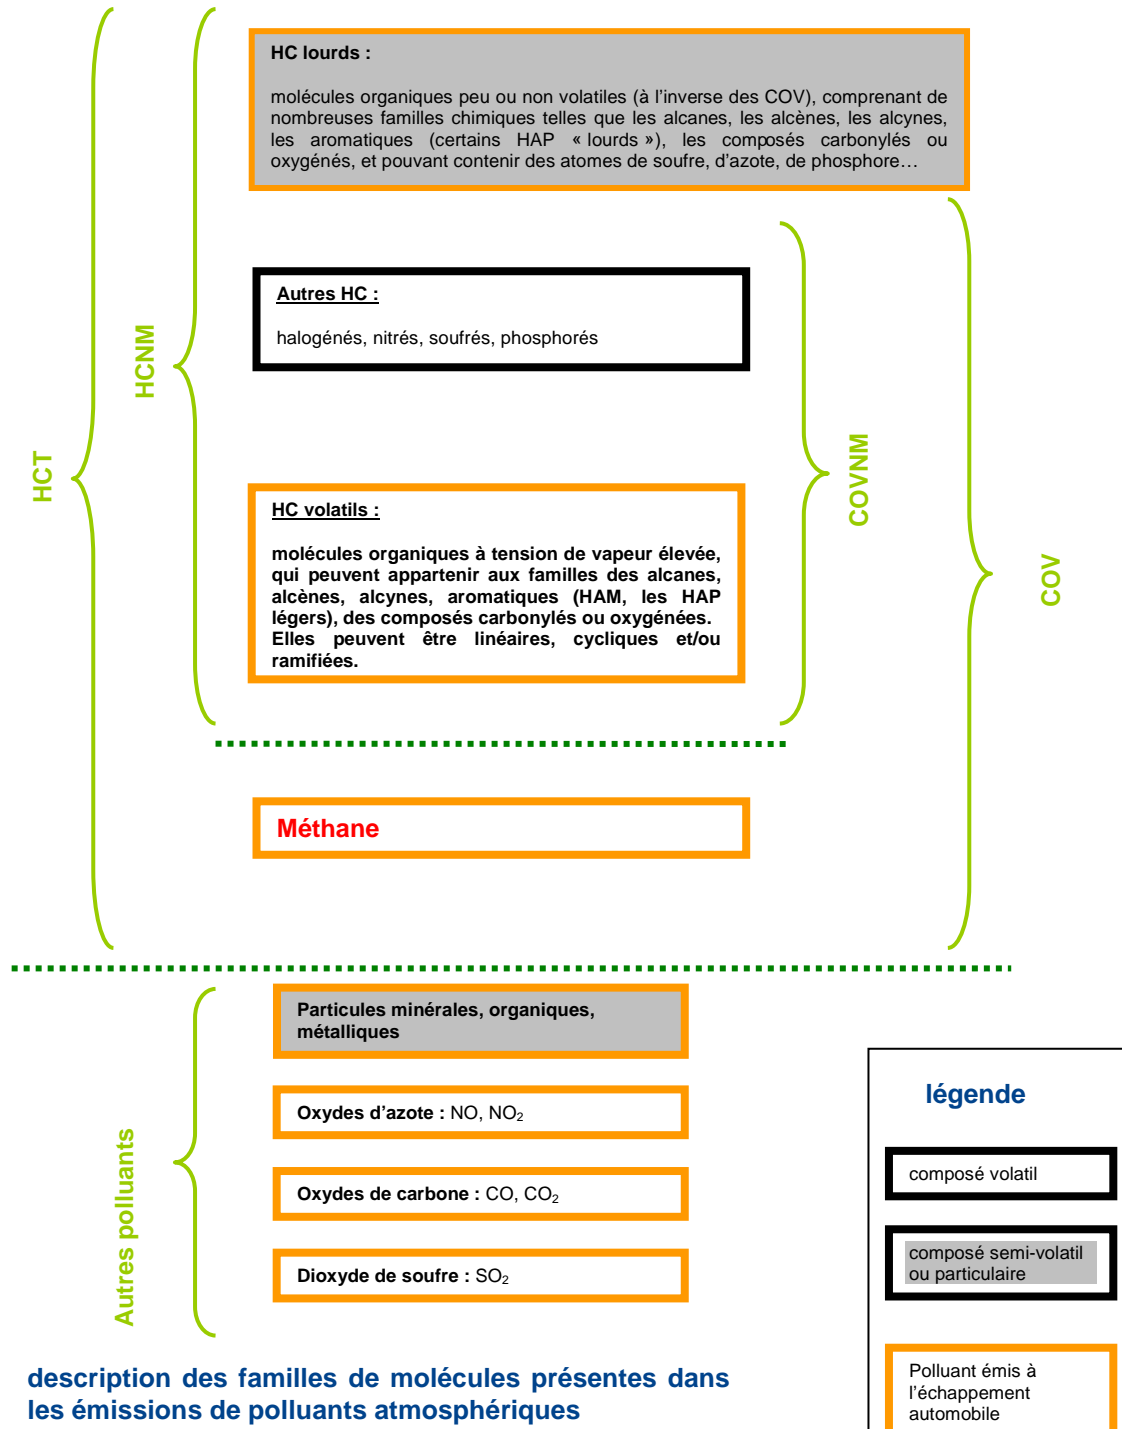 HC lourds :
molécules organiques peu ou non volatiles (à l'inverse des COV), comprenant de
nombreuses familles chimiques telles que les alcanes, les alcènes, les alcynes,
les aromatiques (certains HAP « lourds »), les composés carbonylés ou
oxygénés, et pouvant contenir des atomes de soufre, d'azote, de phosphore…
Autres HC :
halogénés, nitrés, soufrés, phosphorés
HCNM
HCT
COVNM
COV
HC volatils :
molécules organiques à tension de vapeur élevée,
qui peuvent appartenir aux familles des alcanes,
alcènes, alcynes, aromatiques (HAM, les HAP
légers), des composés carbonylés ou oxygénées.
Elles peuvent être linéaires, cycliques et/ou
ramifiées.
Méthane
Autres polluants
Particules minérales, organiques,
métalliques
Oxydes d'azote : NO, NO₂
Oxydes de carbone : CO, CO₂
Dioxyde de soufre : SO₂
légende
composé volatil
composé semi-volatil
ou particulaire
Polluant émis à
l'échappement
automobile
description des familles de molécules présentes dans
les émissions de polluants atmosphériques